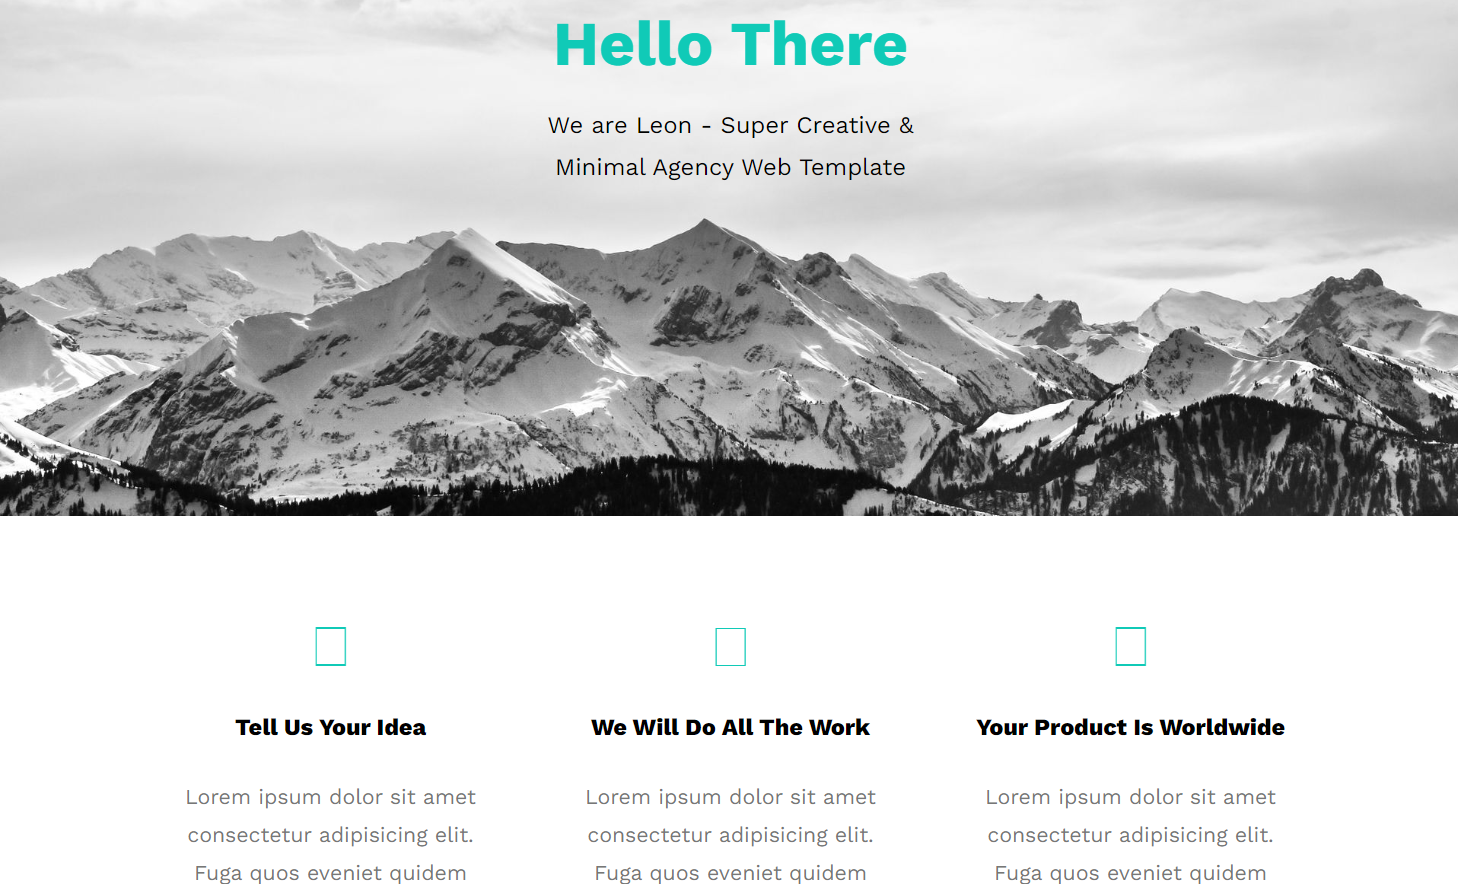 Hello There
We are Leon - Super Creative &
Minimal Agency Web Template
Tell Us Your Idea
We Will Do All The Work
Your Product Is Worldwide
Lorem ipsum dolor sit amet
consectetur adipisicing elit.
Fuga quos eveniet quidem
Lorem ipsum dolor sit amet
consectetur adipisicing elit.
Fuga quos eveniet quidem
Lorem ipsum dolor sit amet
consectetur adipisicing elit.
Fuga quos eveniet quidem